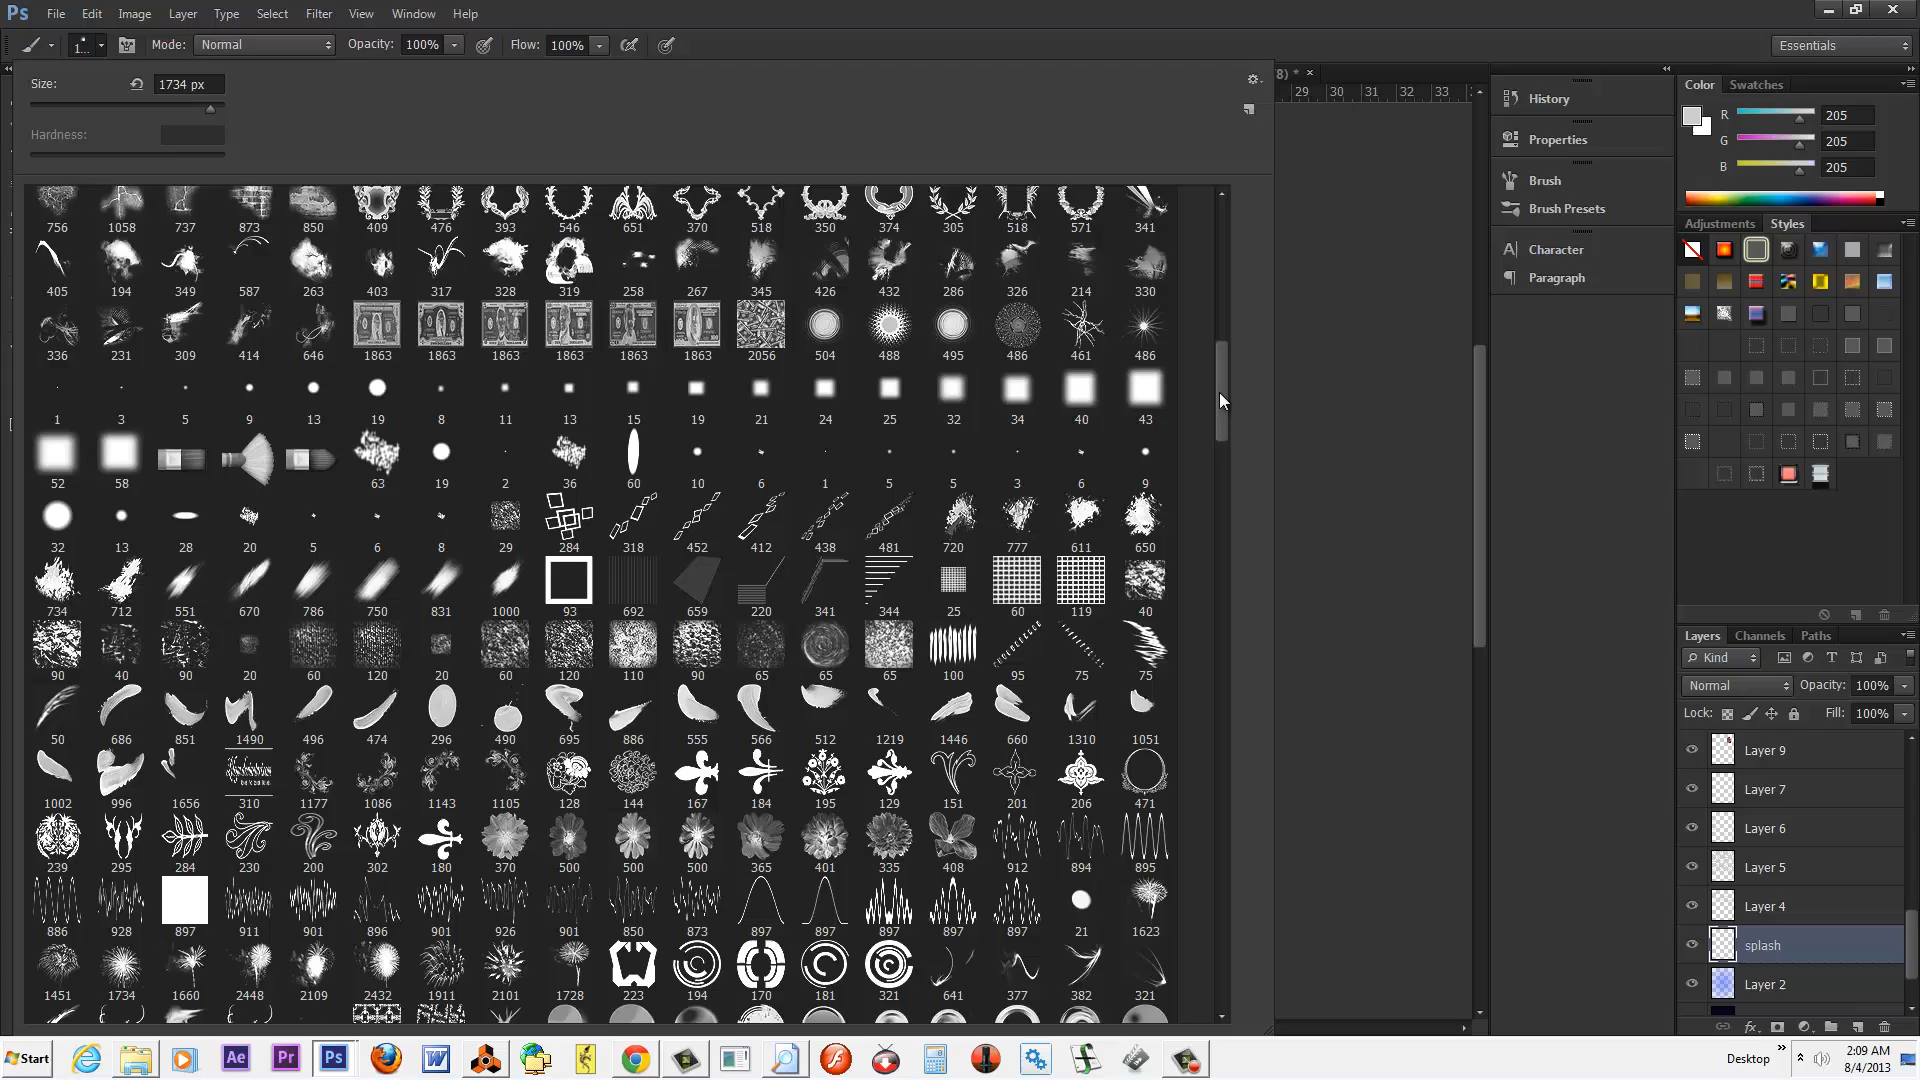 Ps File Edit Image Layer Type Select Filter View Window Help
1... Mode: Normal Opacity: 100% Flow: 100% Essentials
Size: 1734 px
Hardness:
8) * ×
29 30 31 32 33
History
Properties
Brush
Brush Presets
Character
Paragraph
Color Swatches
R 205
G 205
B 205
Adjustments Styles
756 1058 737 873 850 409 476 393 546 651 370 518 350 374 305 518 571 341
405 194 349 587 263 403 317 328 319 258 267 345 426 432 286 326 214 330
336 231 309 414 646 1863 1863 1863 1863 1863 1863 2056 504 488 495 486 461 486
1 3 5 9 13 19 8 11 13 15 19 21 24 25 32 34 40 43
52 58 63 19 2 36 60 10 6 1 5 5 3 6 9
32 13 28 20 5 6 8 29 284 318 452 412 438 481 720 777 611 650
734 712 551 670 786 750 831 1000 93 692 659 220 341 344 25 60 119 40
90 40 90 20 60 120 20 60 120 110 90 65 65 65 100 95 75 75
50 686 851 1490 496 474 296 490 695 886 555 566 512 1219 1446 660 1310 1051
1002 996 1656 310 1177 1086 1143 1105 128 144 167 184 195 129 151 201 206 471
239 295 284 230 200 302 180 370 500 500 500 365 401 335 408 912 894 895
886 928 897 911 901 896 901 926 901 850 873 897 897 897 897 897 21 1623
1451 1734 1660 2448 2109 2432 1911 2101 1728 223 194 170 181 321 641 377 382 321
Layers Channels Paths
Kind
Normal Opacity: 100%
Lock: Fill: 100%
Layer 9
Layer 7
Layer 6
Layer 5
Layer 4
splash
Layer 2
fx
Start Ae Pr Ps W Desktop 2:09 AM
8/4/2013